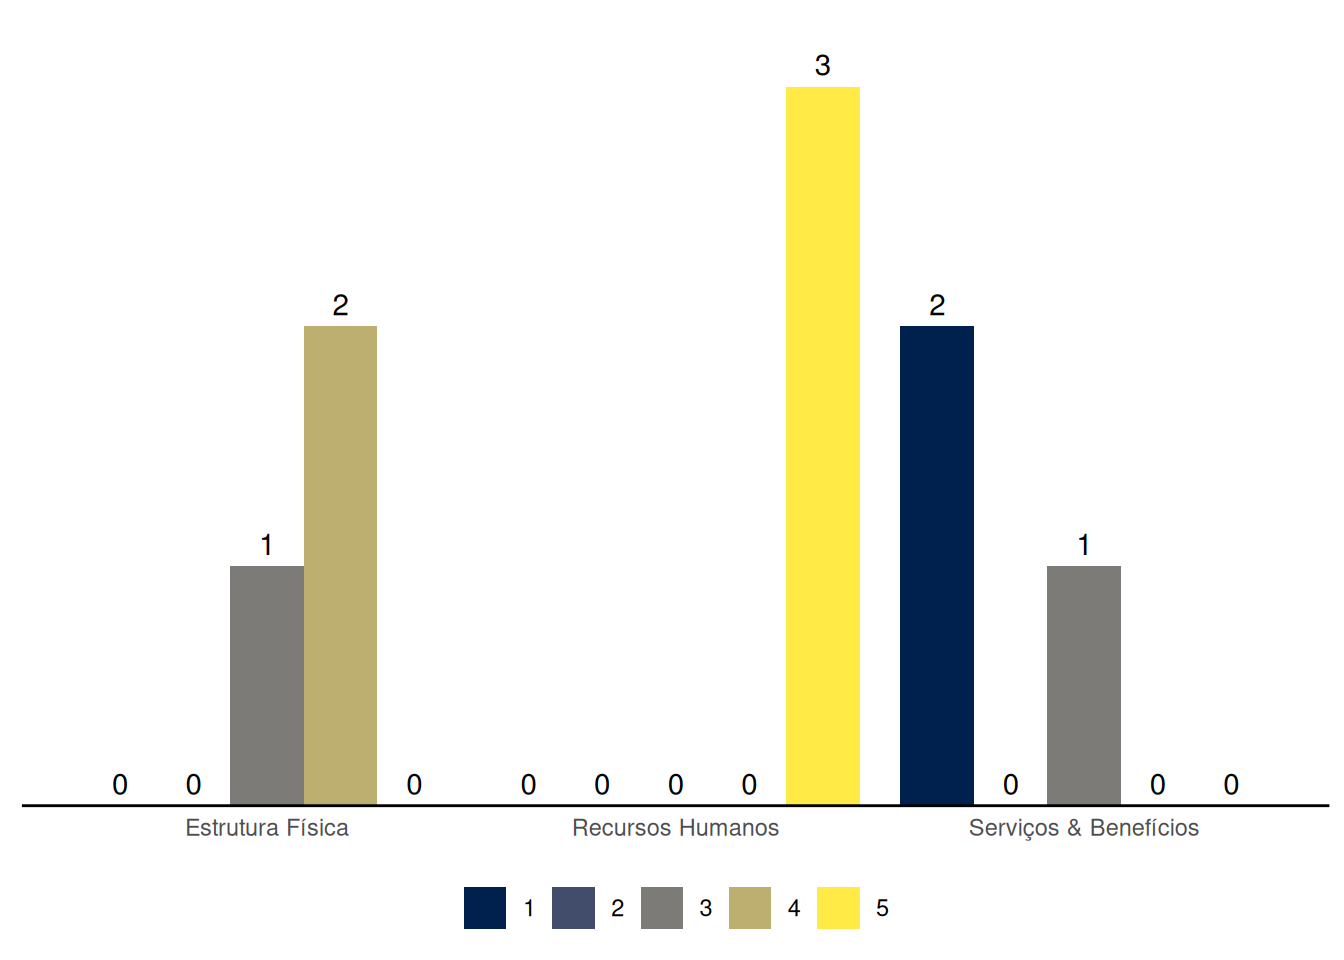 3
2 2
1 1
0 0 0 0 0 0 0 0 0 0
Estrutura Física Recursos Humanos Serviços & Benefícios
1 2 3 4 5